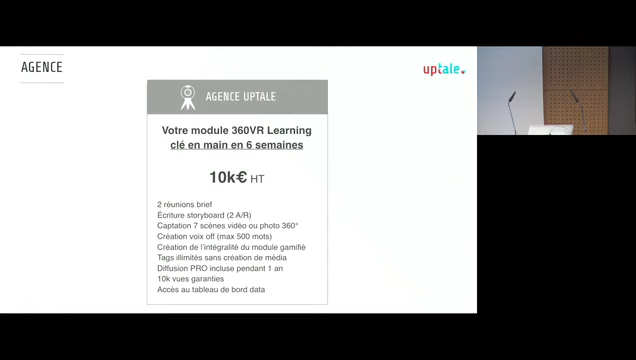 AGENCE
uptale.
AGENCE UPTALE
Votre module 360VR Learning
clé en main en 6 semaines
10k€ HT
2 réunions brief
Écriture storyboard (2 A/R)
Captation 7 scènes vidéo ou photo 360°
Création voix off (max 500 mots)
Création de l'intégralité du module gamifié
Tags illimités sans création de média
Diffusion PRO incluse pendant 1 an
10k vues garanties
Accès au tableau de bord data